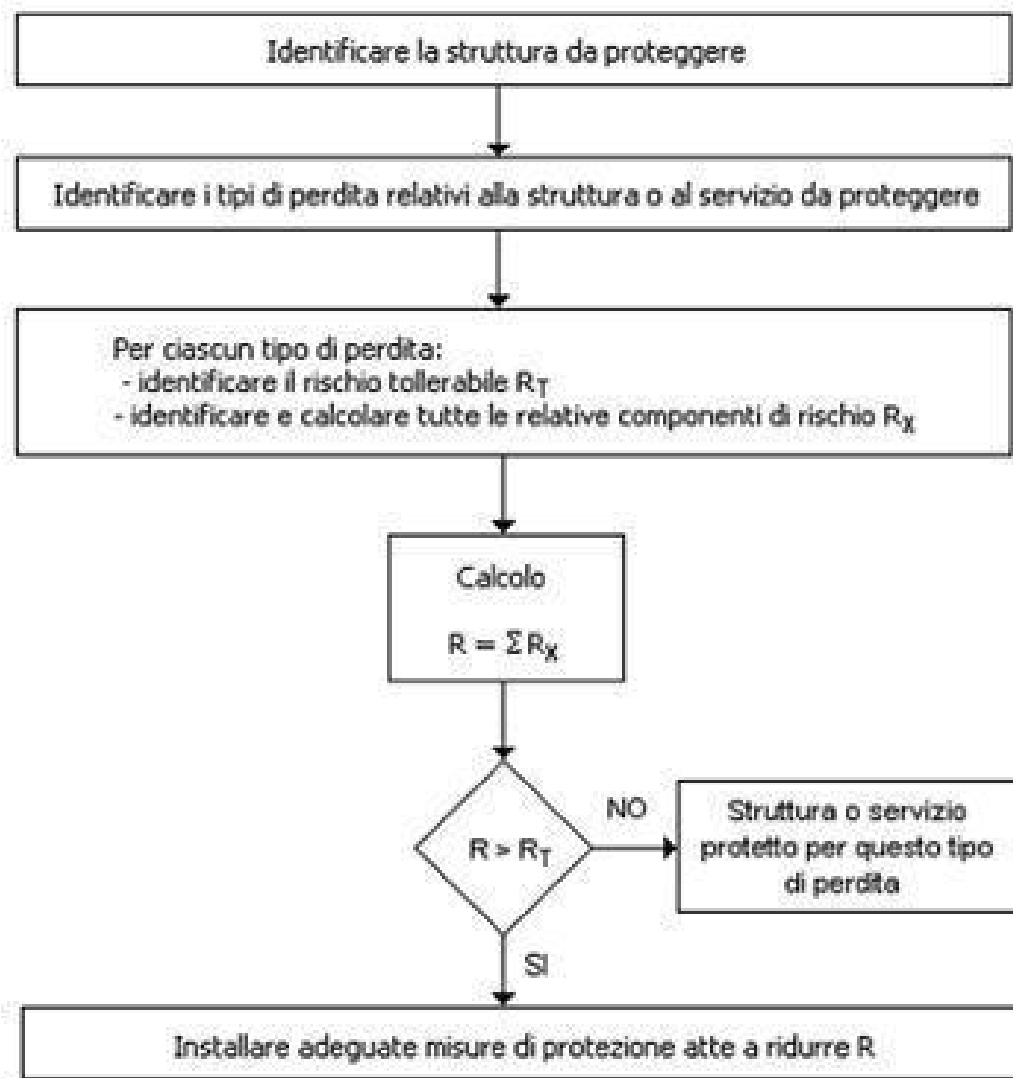 Identificare la struttura da proteggere
Identificare i tipi di perdita relativi alla struttura o al servizio da proteggere
Per ciascun tipo di perdita:
- identificare il rischio tollerabile RT
- identificare e calcolare tutte le relative componenti di rischio RX
Calcolo
R = Σ RX
R > RT
NO
Struttura o servizio
protetto per questo tipo
di perdita
SI
Installare adeguate misure di protezione atte a ridurre R